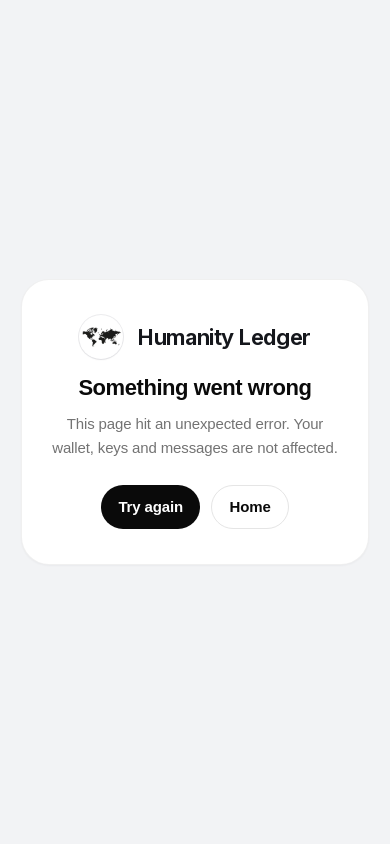 Humanity Ledger
Something went wrong
This page hit an unexpected error. Your
wallet, keys and messages are not affected.
Try again
Home